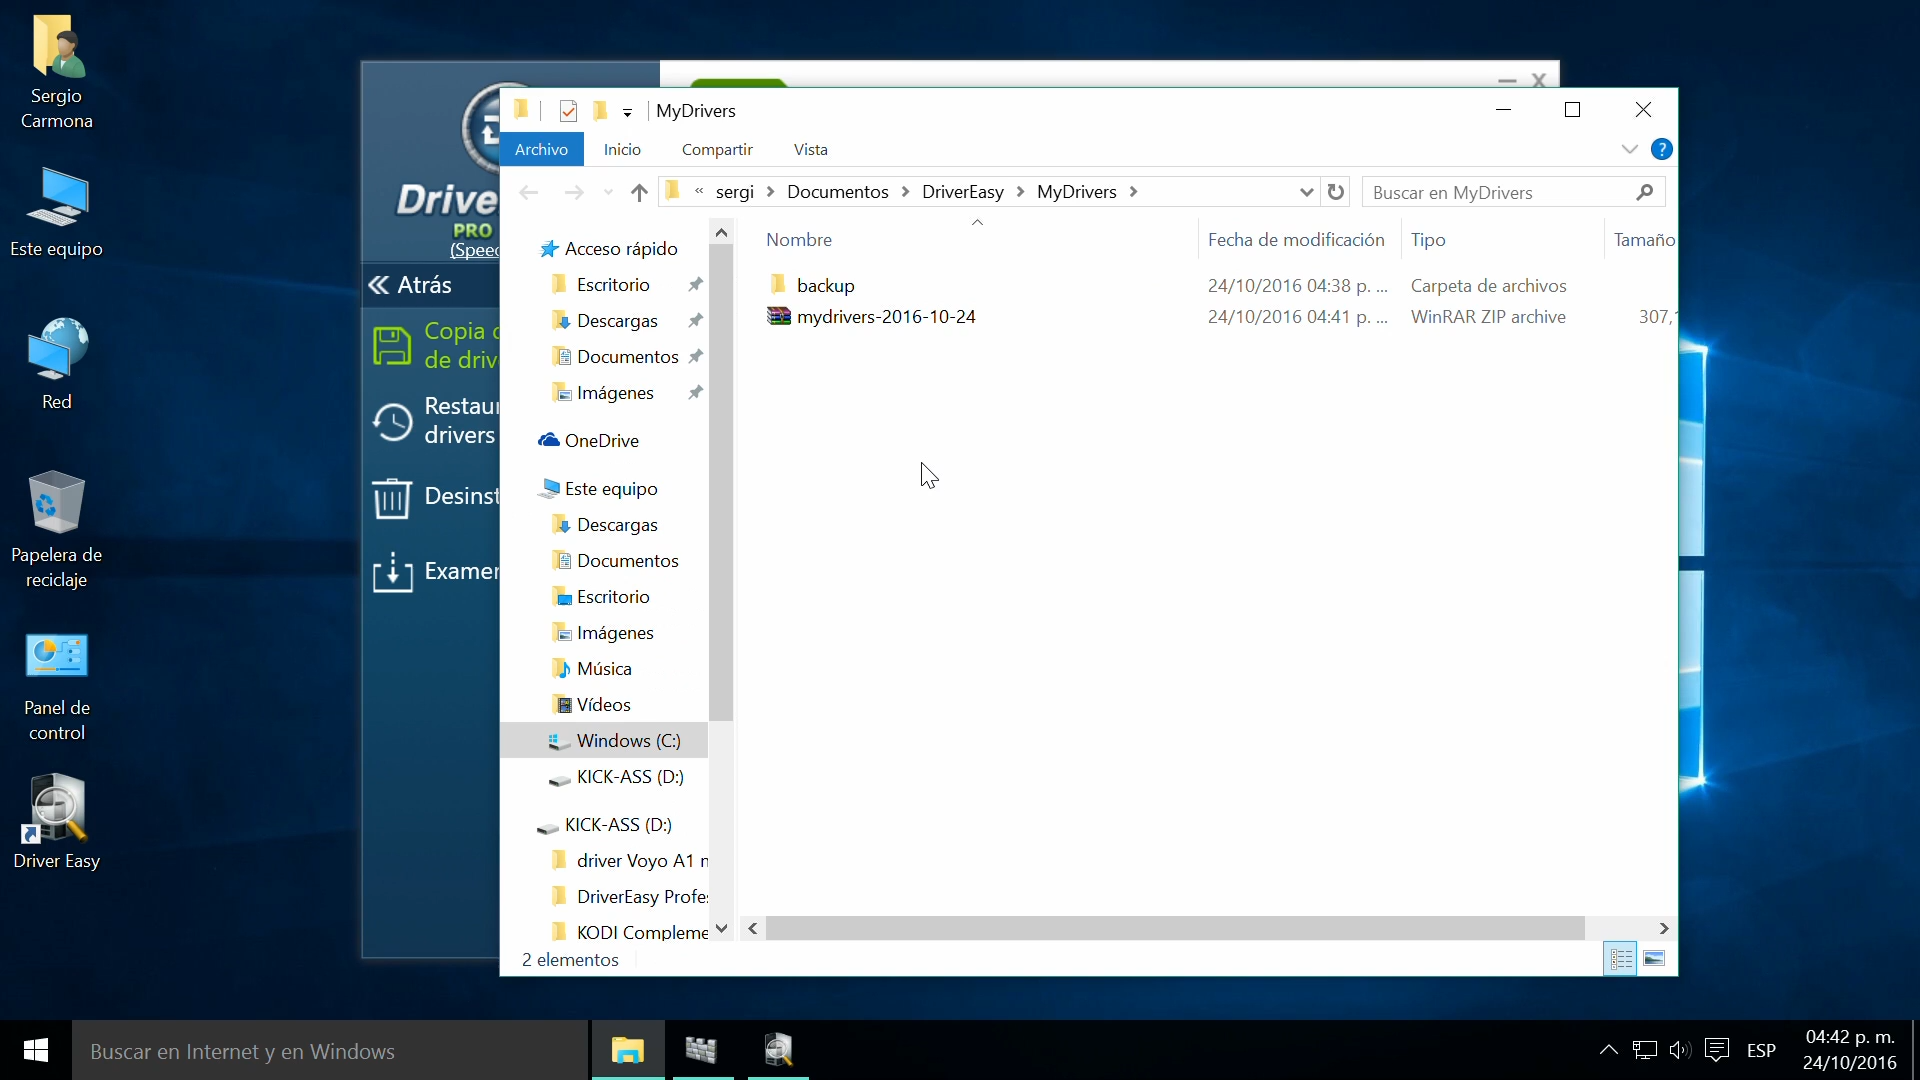 Sergio
Carmona
Este equipo
Red
Papelera de
reciclaje
Panel de
control
Driver Easy
Drive
PRO
(Speed
Atrás
Copia d
de driv
Restaur
drivers
Desinst
Examen
MyDrivers
Archivo
Inicio
Compartir
Vista
« sergi > Documentos > DriverEasy > MyDrivers >
Buscar en MyDrivers
Acceso rápido
Escritorio
Descargas
Documentos
Imágenes
OneDrive
Este equipo
Descargas
Documentos
Escritorio
Imágenes
Música
Vídeos
Windows (C:)
KICK-ASS (D:)
KICK-ASS (D:)
driver Voyo A1 n
DriverEasy Profes
KODI Compleme
Nombre Fecha de modificación Tipo Tamaño
backup 24/10/2016 04:38 p. ... Carpeta de archivos
mydrivers-2016-10-24 24/10/2016 04:41 p. ... WinRAR ZIP archive 307,
2 elementos
Buscar en Internet y en Windows
ESP
04:42 p. m.
24/10/2016